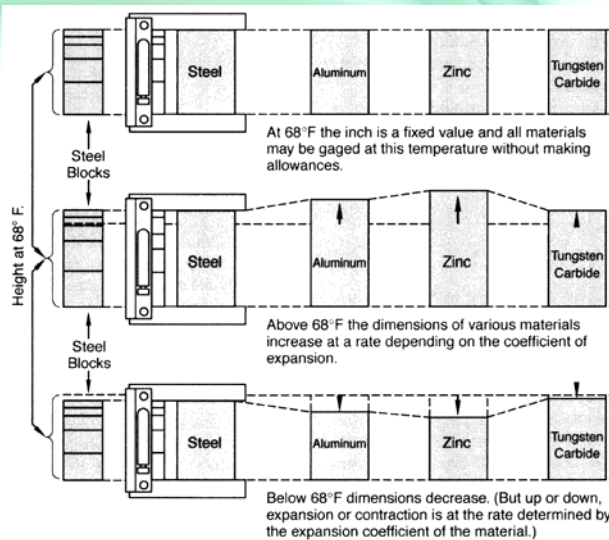 Steel
Aluminum
Zinc
Tungsten
Carbide
At 68°F the inch is a fixed value and all materials
may be gaged at this temperature without making
allowances.
Steel
Blocks
Height at 68° F.
Steel
Aluminum
Zinc
Tungsten
Carbide
Above 68°F the dimensions of various materials
increase at a rate depending on the coefficient of
expansion.
Steel
Blocks
Steel
Aluminum
Zinc
Tungsten
Carbide
Below 68°F dimensions decrease. (But up or down,
expansion or contraction is at the rate determined by
the expansion coefficient of the material.)